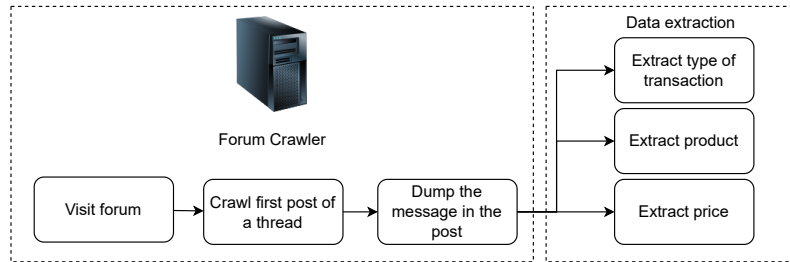 Forum Crawler
Visit forum
Crawl first post of
a thread
Dump the
message in the
post
Data extraction
Extract type of
transaction
Extract product
Extract price